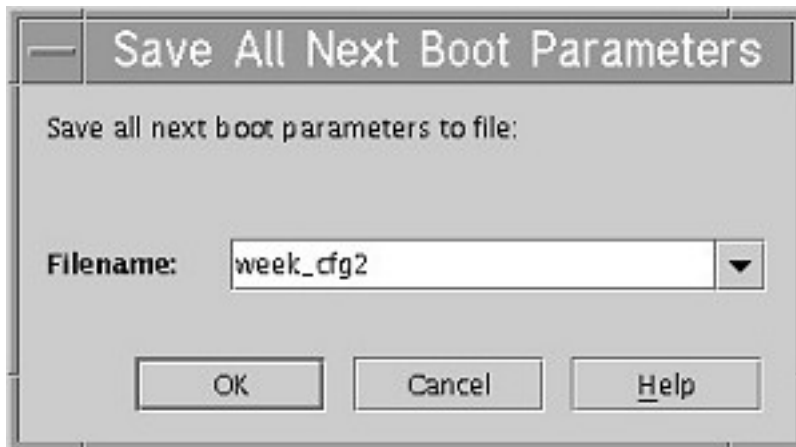 Save All Next Boot Parameters
Save all next boot parameters to file:
Filename: week_cfg2
OK Cancel Help